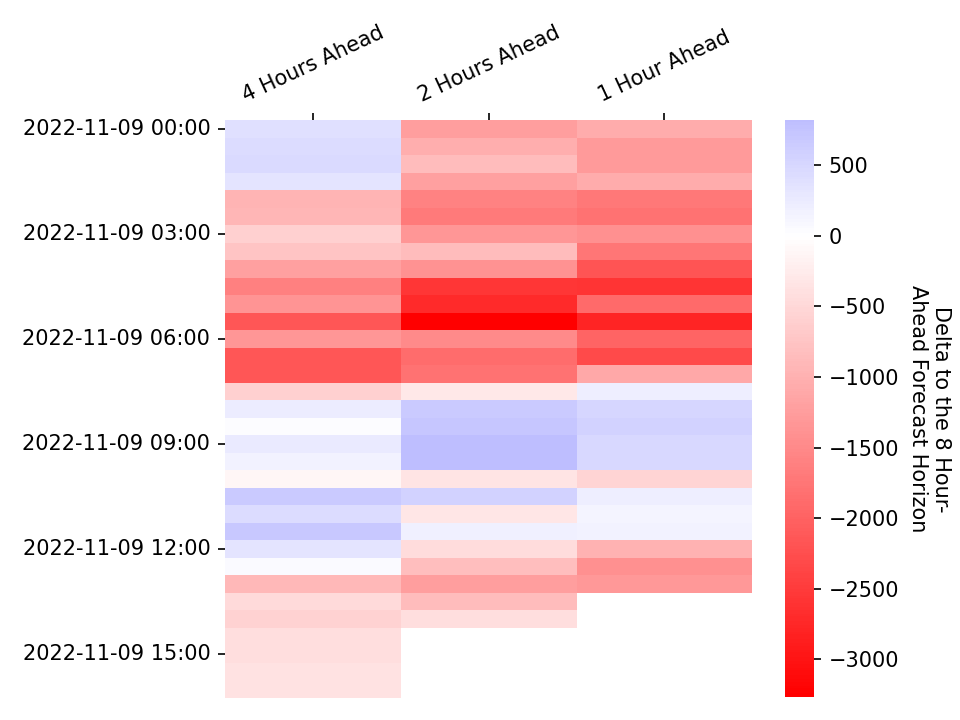 4 Hours Ahead
2 Hours Ahead
1 Hour Ahead
2022-11-09 00:00
2022-11-09 03:00
2022-11-09 06:00
2022-11-09 09:00
2022-11-09 12:00
2022-11-09 15:00
500
0
−500
−1000
−1500
−2000
−2500
−3000
Delta to the 8 Hour-
Ahead Forecast Horizon